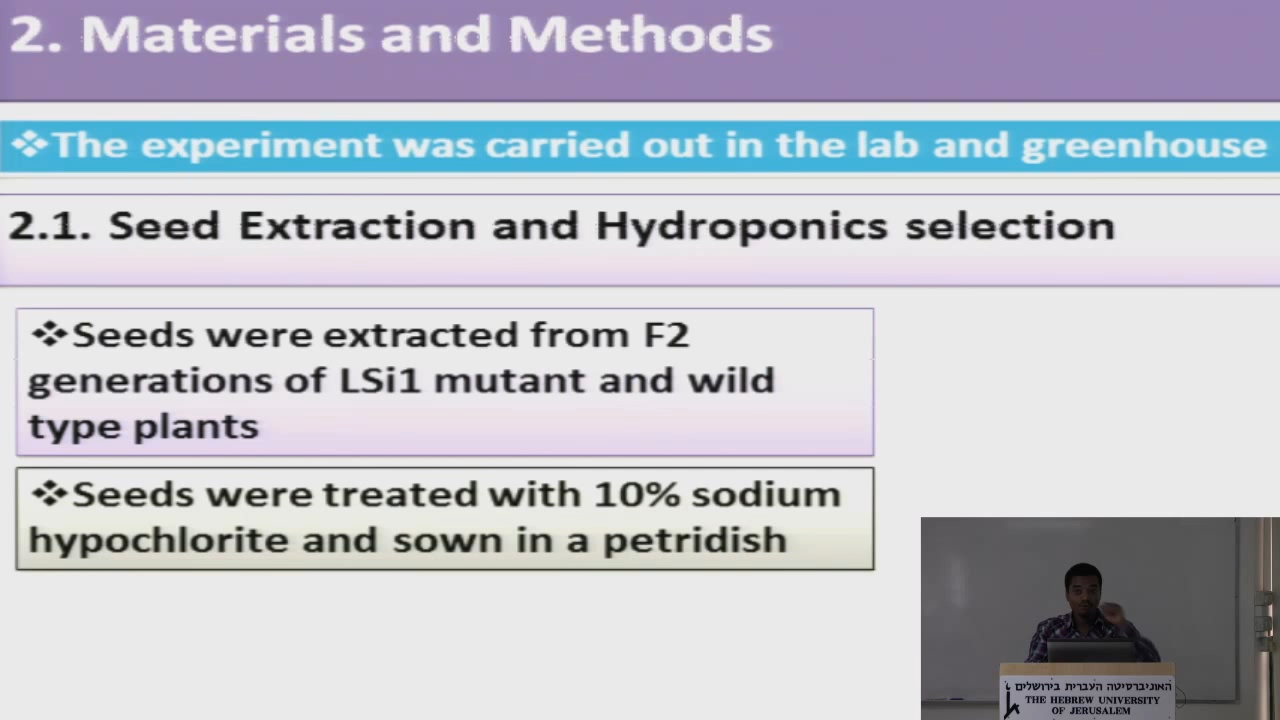 2. Materials and Methods
❖The experiment was carried out in the lab and greenhouse
2.1. Seed Extraction and Hydroponics selection
❖Seeds were extracted from F2
generations of LSi1 mutant and wild
type plants
❖Seeds were treated with 10% sodium
hypochlorite and sown in a petridish
האוניברסיטה העברית בירושלים
THE HEBREW UNIVERSITY
OF JERUSALEM